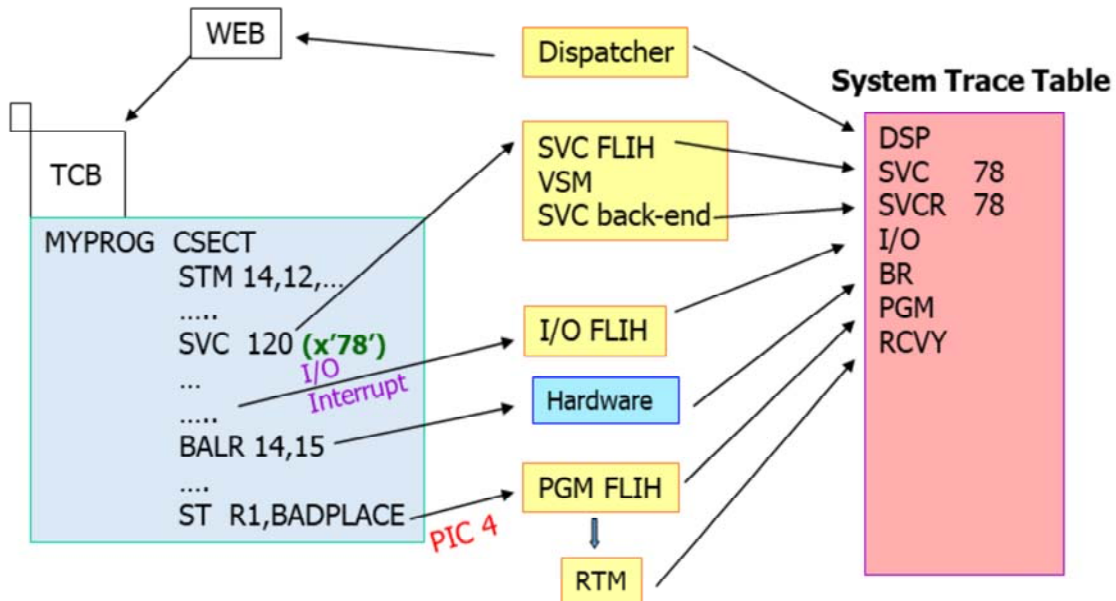 WEB
Dispatcher
System Trace Table
TCB
SVC FLIH
VSM
SVC back-end
DSP
SVC 78
SVCR 78
I/O
BR
PGM
RCVY
MYPROG CSECT
STM 14,12,...
.....
SVC 120 (x'78')
...
I/O
Interrupt
.....
BALR 14,15
....
ST R1,BADPLACE
PIC 4
I/O FLIH
Hardware
PGM FLIH
RTM